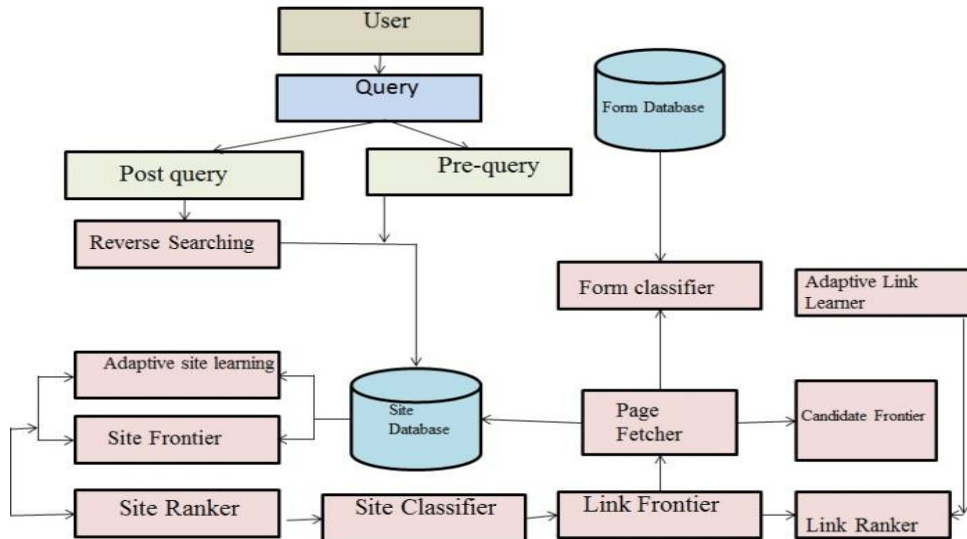 User
Query
Form Database
Post query
Pre-query
Reverse Searching
Form classifier
Adaptive Link
Learner
Adaptive site learning
Site
Database
Page
Fetcher
Candidate Frontier
Site Frontier
Site Ranker
Site Classifier
Link Frontier
Link Ranker